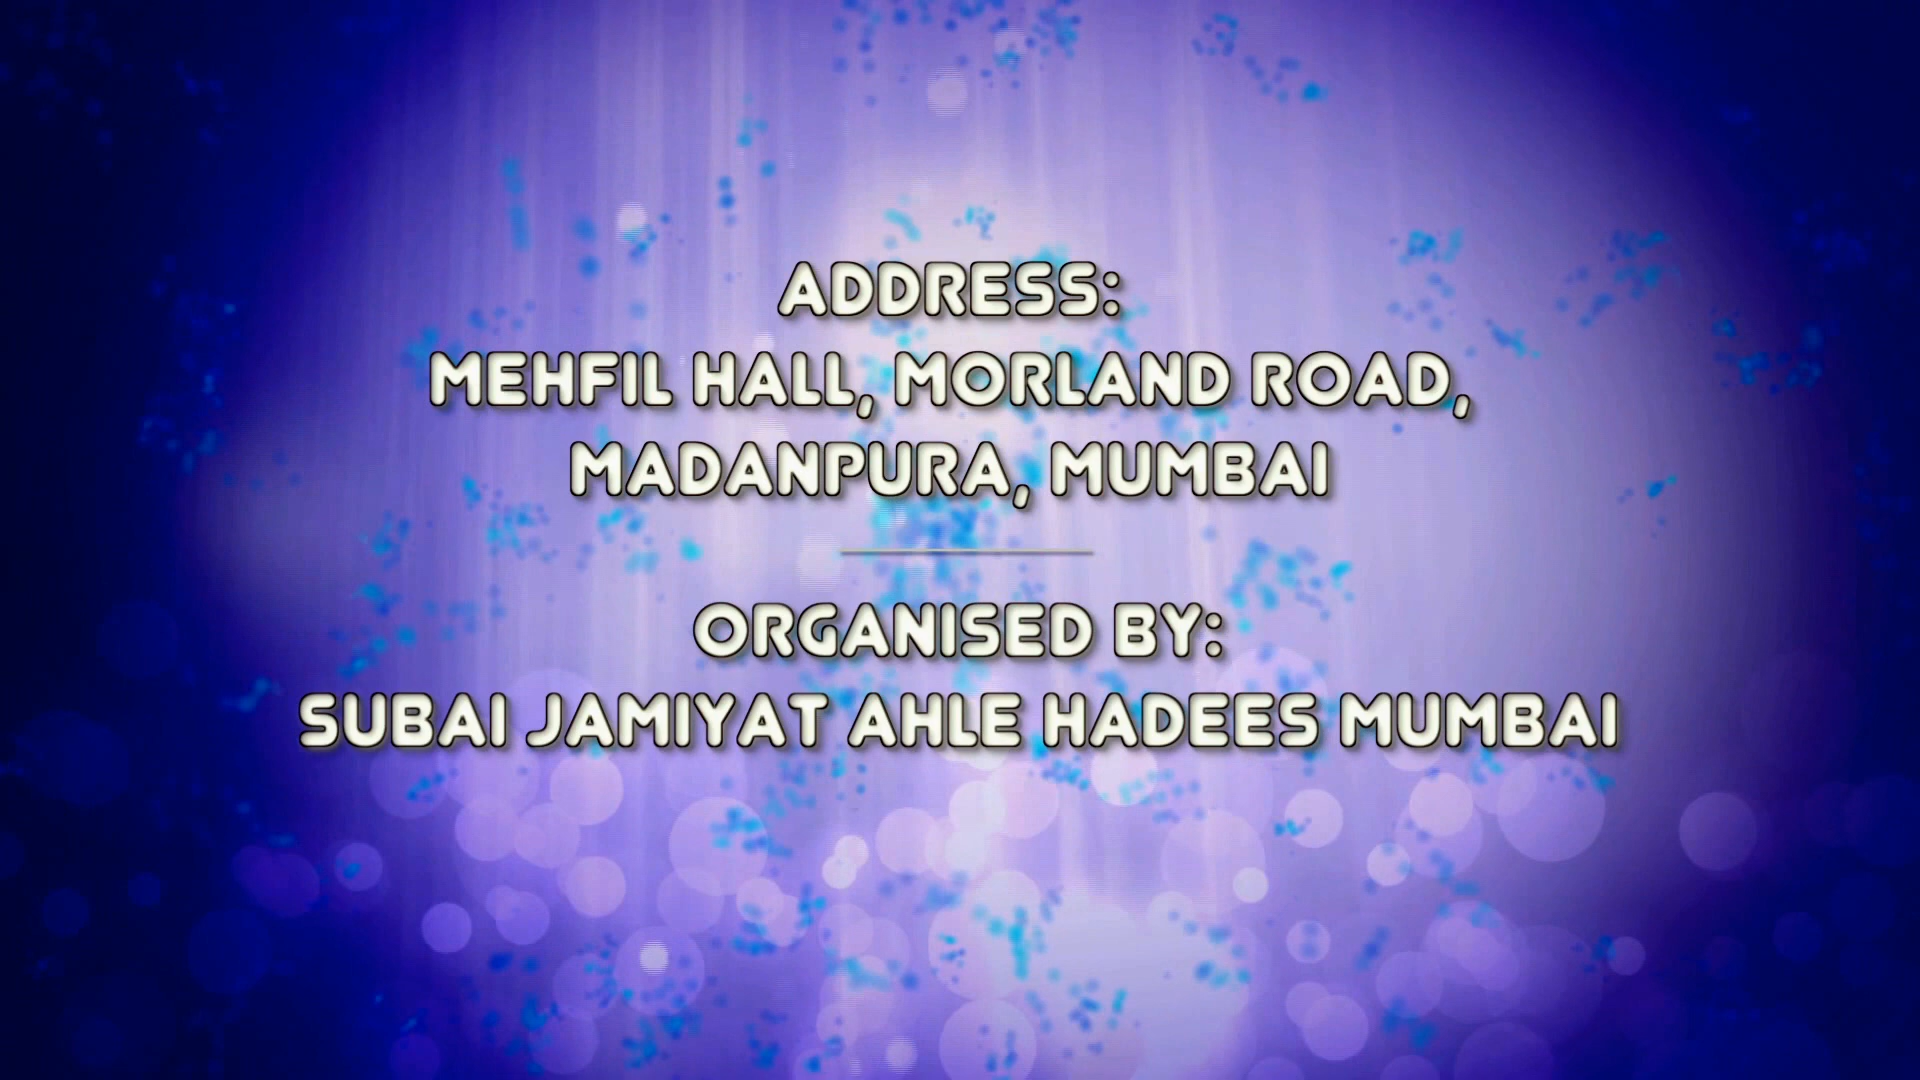 ADDRESS:
MEHFIL HALL, MORLAND ROAD,
MADANPURA, MUMBAI
ORGANISED BY:
SUBAI JAMIYAT AHLE HADEES MUMBAI